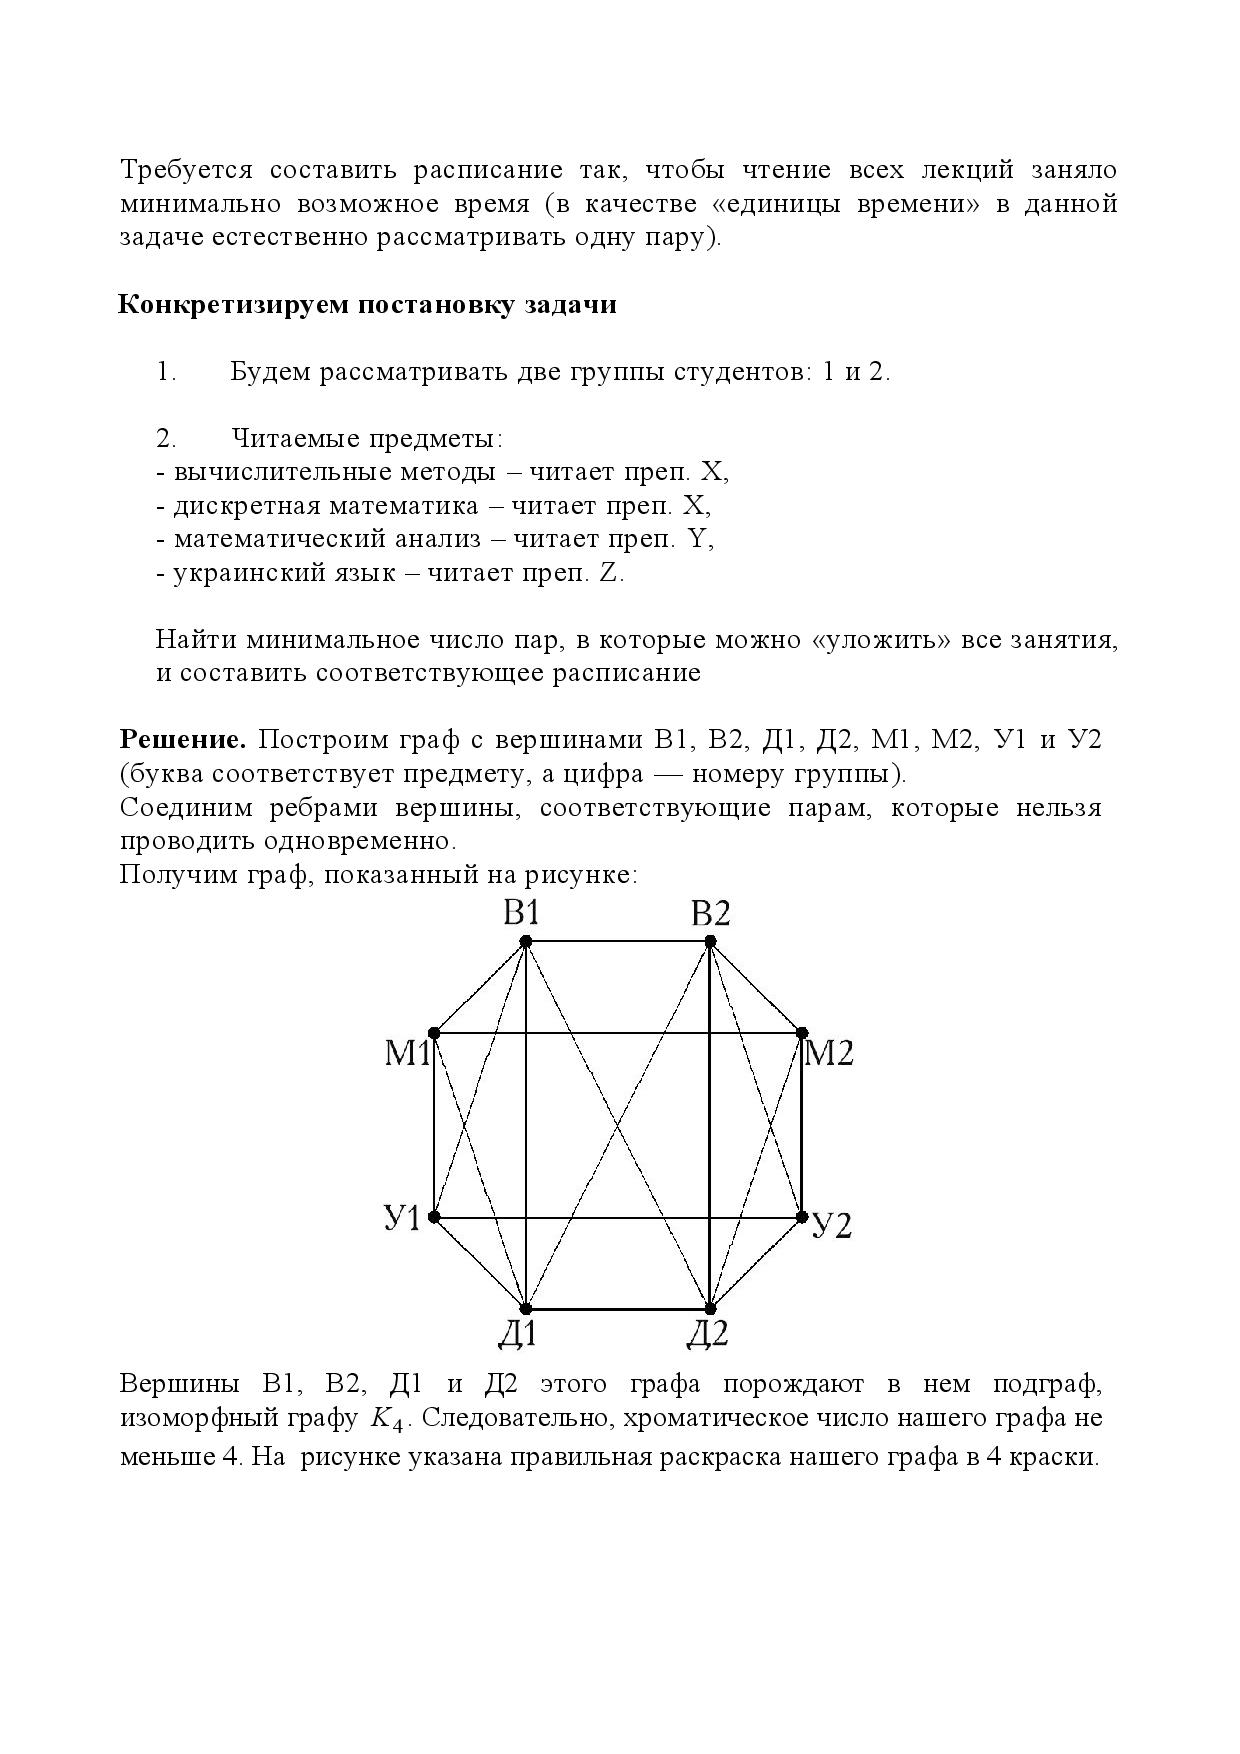 Требуется составить расписание так, чтобы чтение всех лекций заняло
минимально возможное время (в качестве «единицы времени» в данной
задаче естественно рассматривать одну пару).
Конкретизируем постановку задачи
1. Будем рассматривать две группы студентов: 1 и 2.
2. Читаемые предметы:
- вычислительные методы – читает преп. X,
- дискретная математика – читает преп. X,
- математический анализ – читает преп. Y,
- украинский язык – читает преп. Z.
Найти минимальное число пар, в которые можно «уложить» все занятия,
и составить соответствующее расписание
Решение. Построим граф с вершинами В1, В2, Д1, Д2, М1, М2, У1 и У2
(буква соответствует предмету, а цифра — номеру группы).
Соединим ребрами вершины, соответствующие парам, которые нельзя
проводить одновременно.
Получим граф, показанный на рисунке:
В1 В2
М1 М2
У1 У2
Д1 Д2
Вершины В1, В2, Д1 и Д2 этого графа порождают в нем подграф,
изоморфный графу K₄. Следовательно, хроматическое число нашего графа не
меньше 4. На рисунке указана правильная раскраска нашего графа в 4 краски.